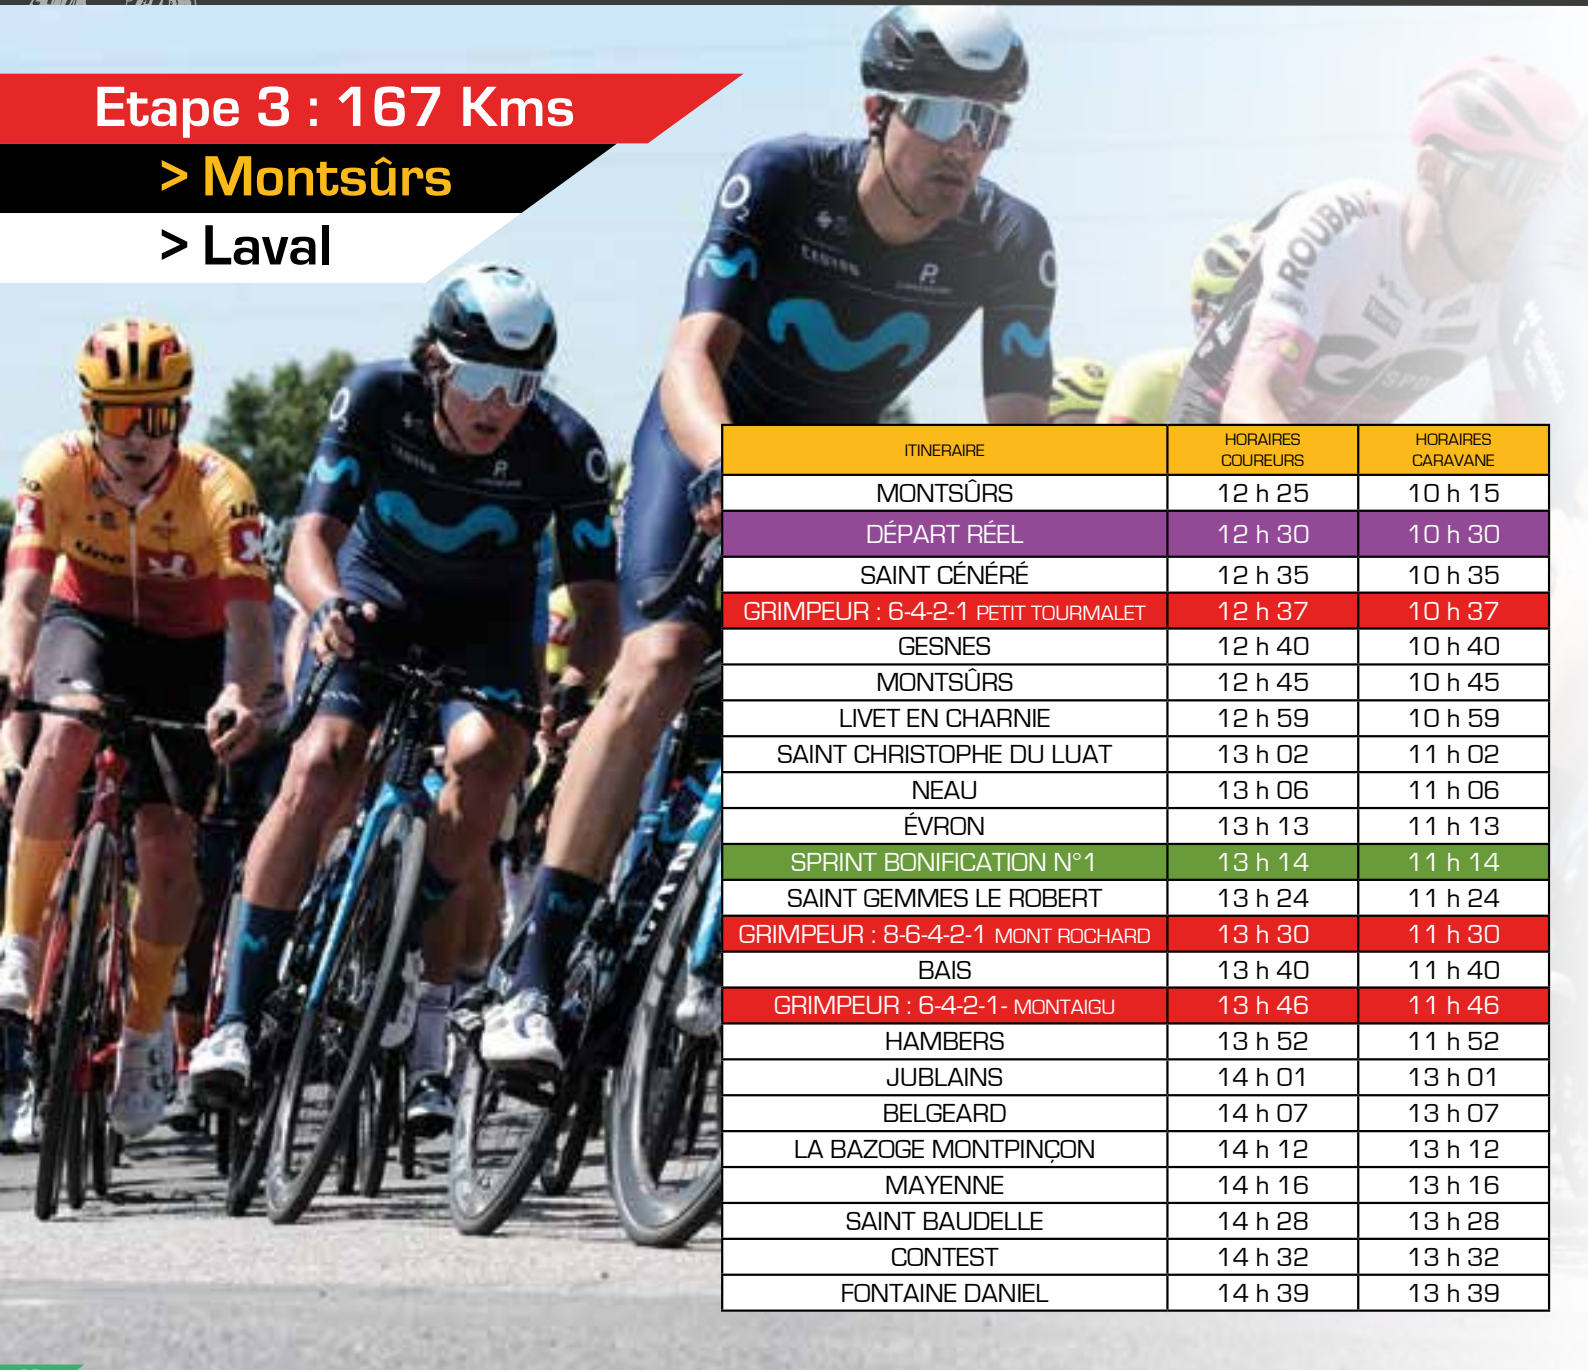 Etape 3 : 167 Kms
> Montsûrs
> Laval
O2
CANYON
P.
ROUBAIX
GO
SPORT
O2
P.
Uno
Uno
ITINERAIRE HORAIRES COUREURS HORAIRES CARAVANE
MONTSÛRS 12 h 25 10 h 15
DÉPART RÉEL 12 h 30 10 h 30
SAINT CÉNÉRÉ 12 h 35 10 h 35
GRIMPEUR : 6-4-2-1 PETIT TOURMALET 12 h 37 10 h 37
GESNES 12 h 40 10 h 40
MONTSÛRS 12 h 45 10 h 45
LIVET EN CHARNIE 12 h 59 10 h 59
SAINT CHRISTOPHE DU LUAT 13 h 02 11 h 02
NEAU 13 h 06 11 h 06
ÉVRON 13 h 13 11 h 13
SPRINT BONIFICATION N°1 13 h 14 11 h 14
SAINT GEMMES LE ROBERT 13 h 24 11 h 24
GRIMPEUR : 8-6-4-2-1 MONT ROCHARD 13 h 30 11 h 30
BAIS 13 h 40 11 h 40
GRIMPEUR : 6-4-2-1- MONTAIGU 13 h 46 11 h 46
HAMBERS 13 h 52 11 h 52
JUBLAINS 14 h 01 13 h 01
BELGEARD 14 h 07 13 h 07
LA BAZOGE MONTPINÇON 14 h 12 13 h 12
MAYENNE 14 h 16 13 h 16
SAINT BAUDELLE 14 h 28 13 h 28
CONTEST 14 h 32 13 h 32
FONTAINE DANIEL 14 h 39 13 h 39